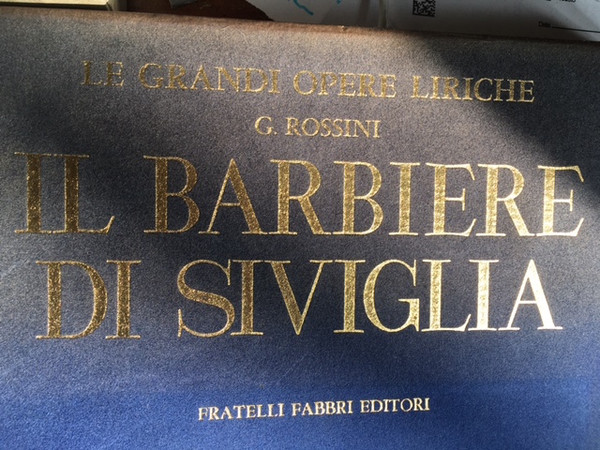 LE GRANDI OPERE LIRICHE
G. ROSSINI
IL BARBIERE
DI SIVIGLIA
FRATELLI FABBRI EDITORI